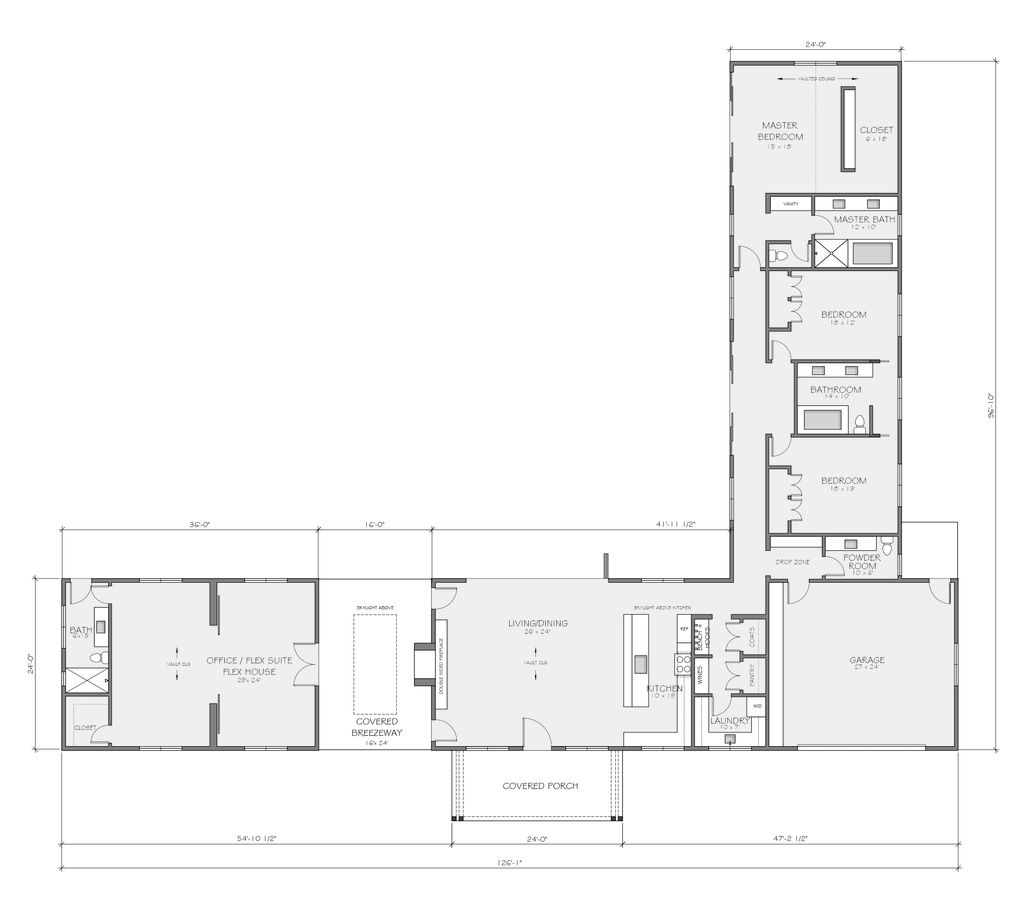 24'-0"
VAULTED CEILING
MASTER
BEDROOM
15' x 18'
CLOSET
6' x 18'
VANITY
MASTER BATH
12' x 10'
BEDROOM
18' x 12'
BATHROOM
14' x 10'
96'-10"
BEDROOM
18' x 13'
36'-0"
16'-0"
41'-11 1/2"
DROP ZONE
POWDER
ROOM
10' x 6'
24'-0"
BATH
6'x15'
VAULT CLG
OFFICE / FLEX SUITE
FLEX HOUSE
29'x 24'
CLOSET
SKYLIGHT ABOVE
COVERED
BREEZEWAY
16'x 24'
DOUBLE SIDED FIREPLACE
LIVING/DINING
26' x 24'
VAULT CLG
SKYLIGHT ABOVE KITCHEN
REF
KITCHEN
10' x 19'
BENCH &
HOOKS
COATS
WINES
PANTRY
W/D
LAUNDRY
10' x 7'
GARAGE
27' x 24'
COVERED PORCH
54'-10 1/2"
24'-0"
47'-2 1/2"
126'-1"